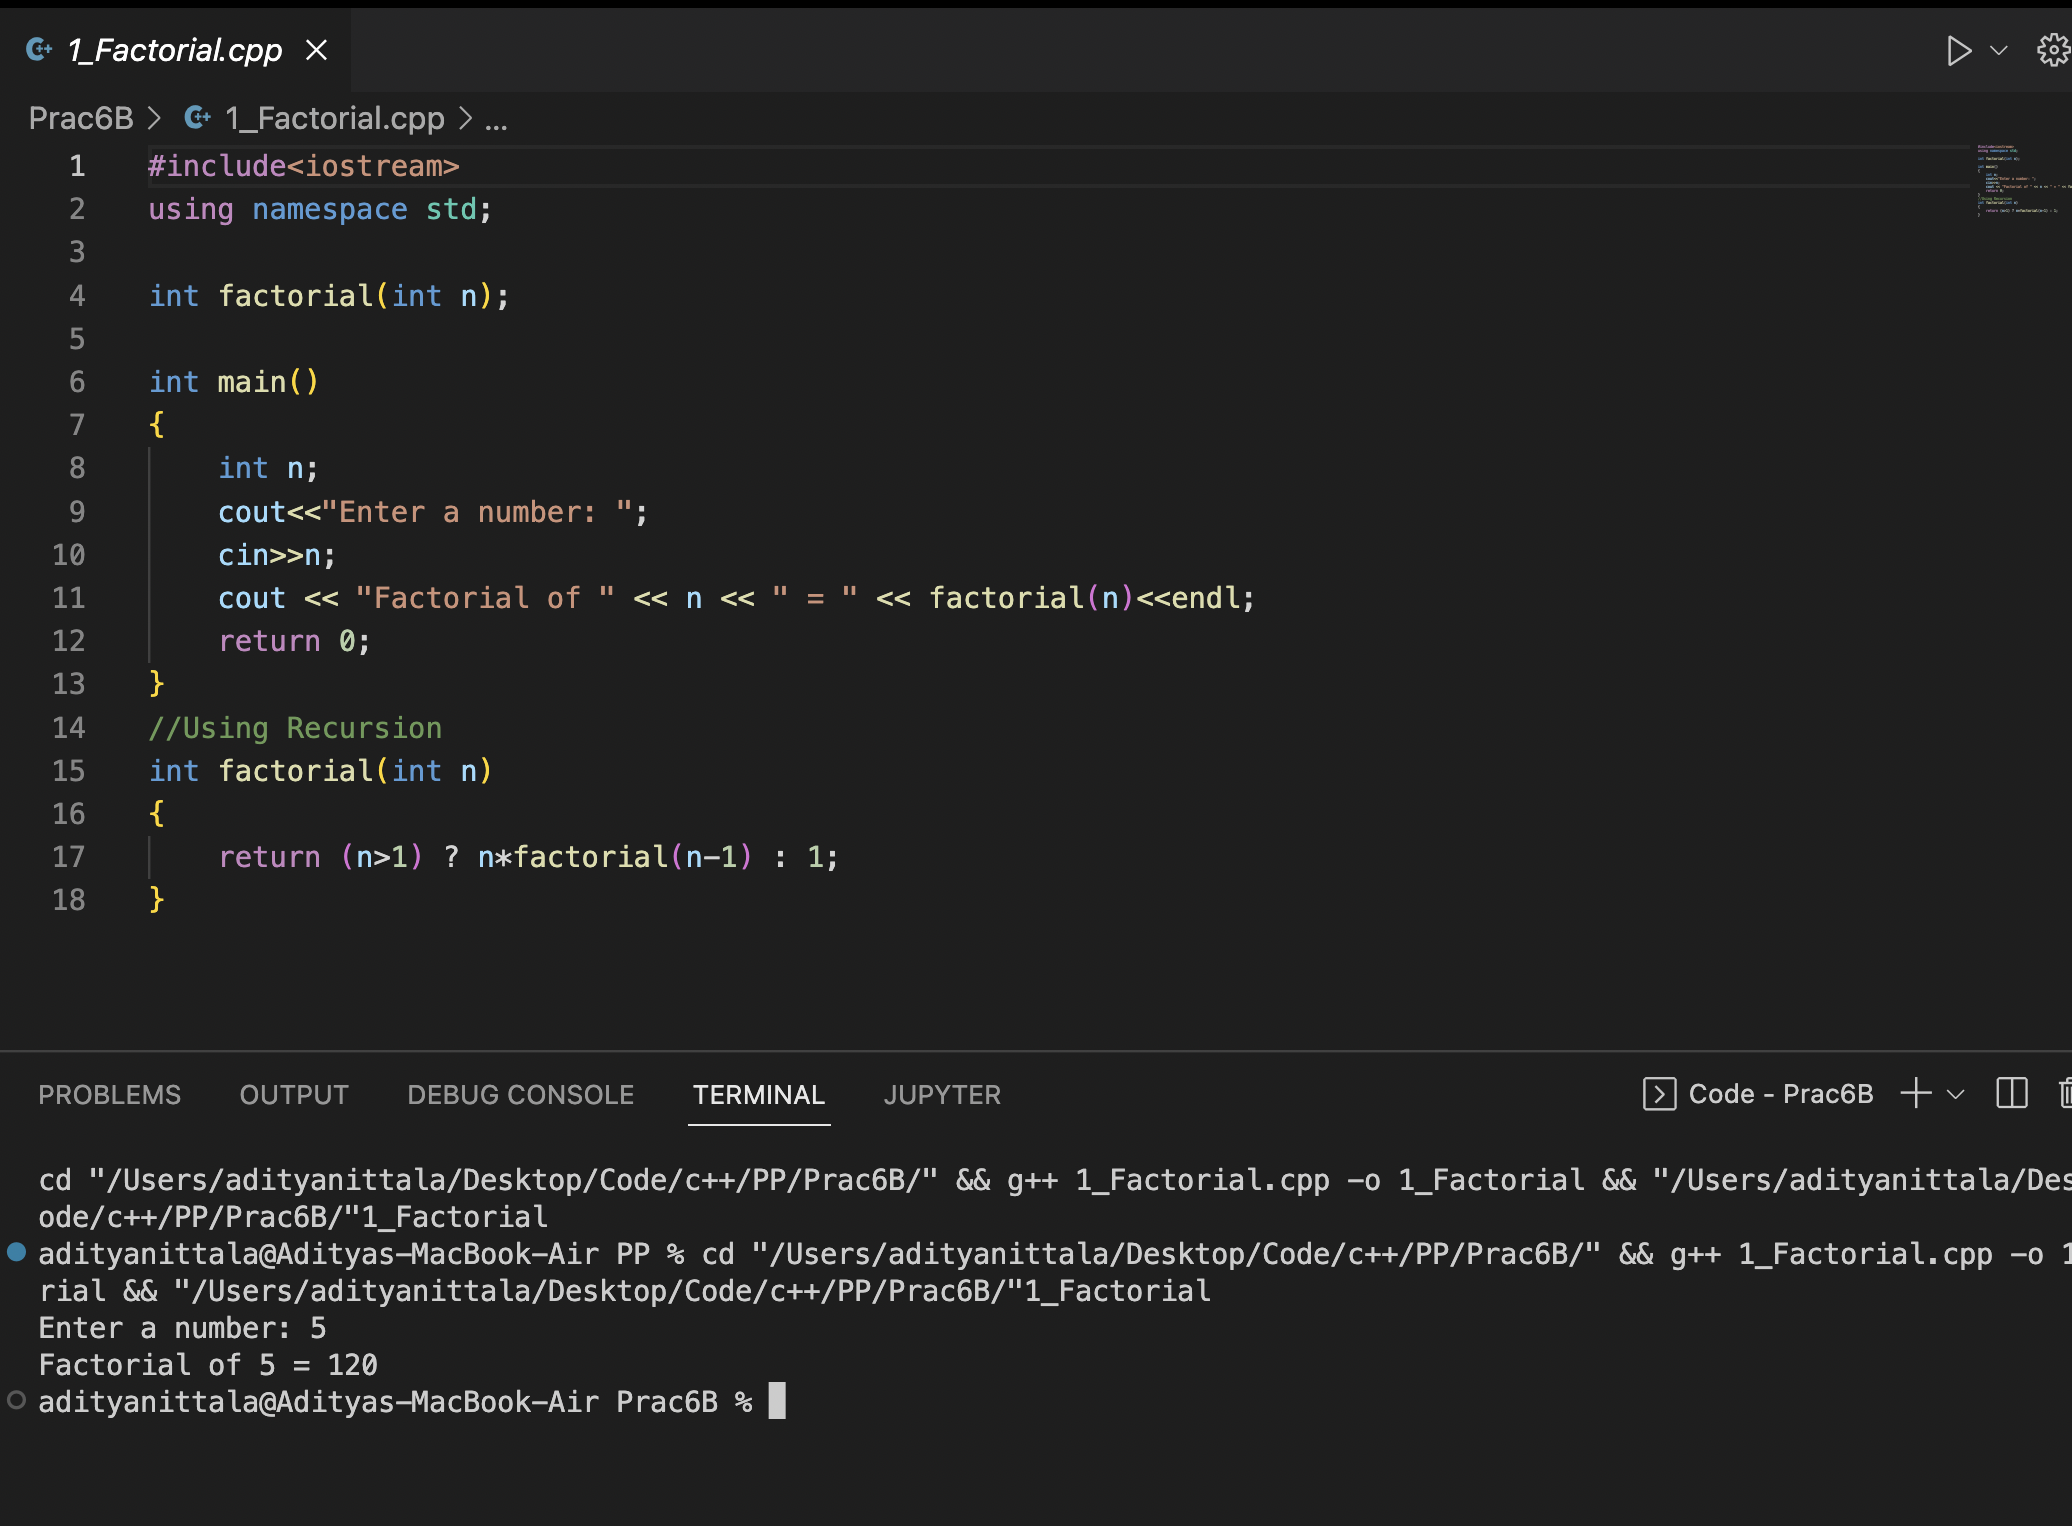 1_Factorial.cpp
Prac6B > 1_Factorial.cpp > ...
1 #include<iostream>
2 using namespace std;
3
4 int factorial(int n);
5
6 int main()
7 {
8     int n;
9     cout<<"Enter a number: ";
10     cin>>n;
11     cout << "Factorial of " << n << " = " << factorial(n)<<endl;
12     return 0;
13 }
14 //Using Recursion
15 int factorial(int n)
16 {
17     return (n>1) ? n*factorial(n-1) : 1;
18 }
PROBLEMS OUTPUT DEBUG CONSOLE TERMINAL JUPYTER Code - Prac6B
cd "/Users/adityanittala/Desktop/Code/c++/PP/Prac6B/" && g++ 1_Factorial.cpp -o 1_Factorial && "/Users/adityanittala/Des
ode/c++/PP/Prac6B/"1_Factorial
adityanittala@Adityas-MacBook-Air PP % cd "/Users/adityanittala/Desktop/Code/c++/PP/Prac6B/" && g++ 1_Factorial.cpp -o 1
rial && "/Users/adityanittala/Desktop/Code/c++/PP/Prac6B/"1_Factorial
Enter a number: 5
Factorial of 5 = 120
adityanittala@Adityas-MacBook-Air Prac6B %